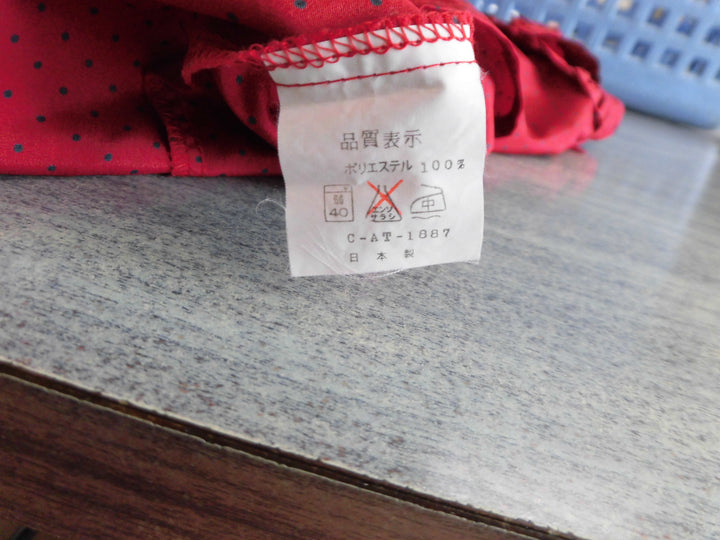 品質表示
ポリエステル 100%
弱 40 エンソ サラシ 中
C-AT-1887
日本製